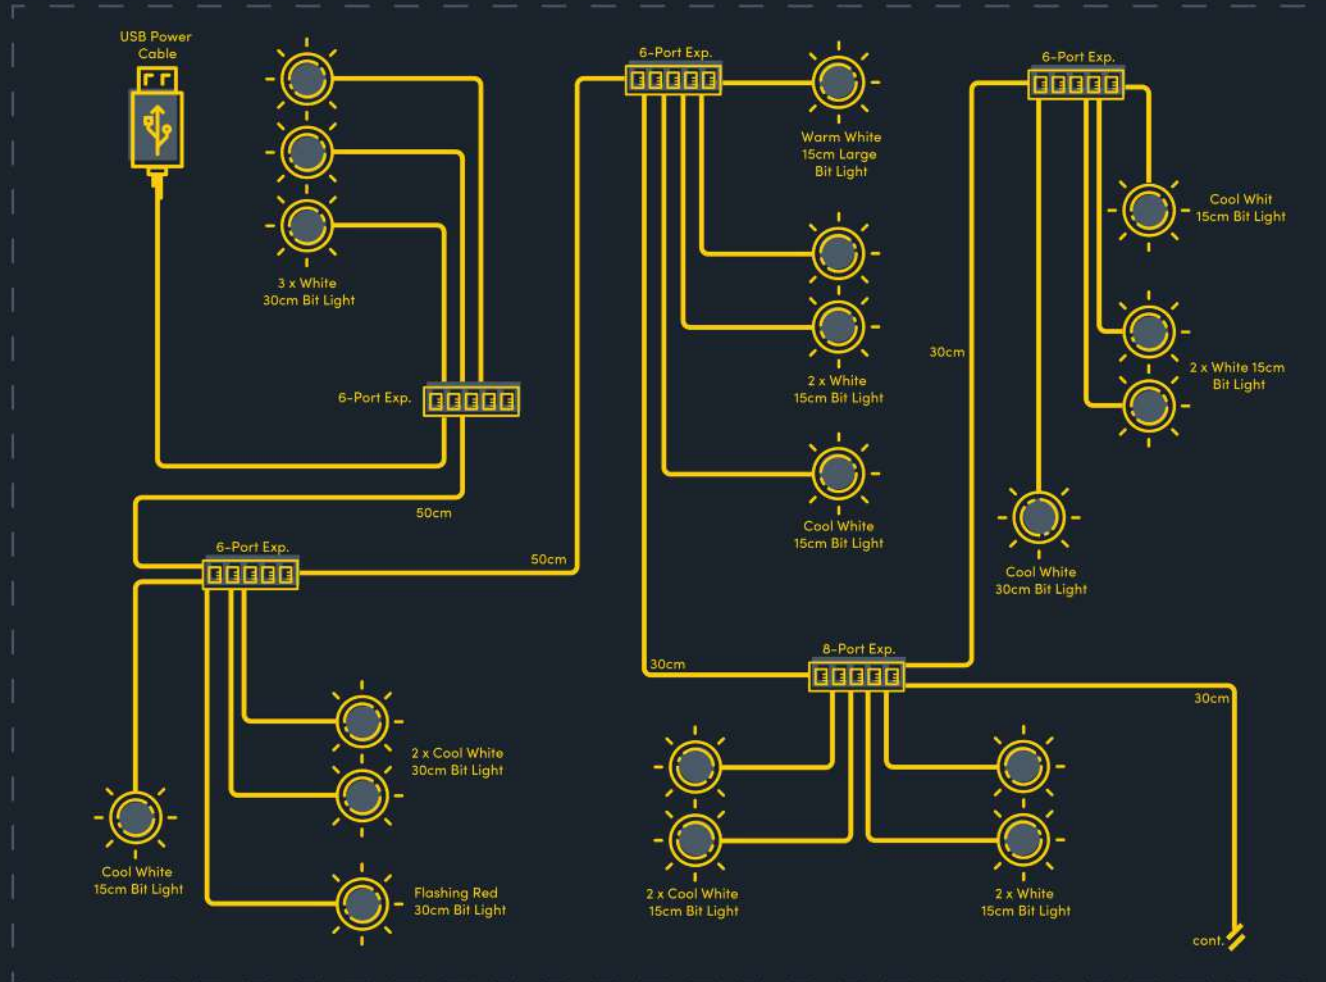 USB Power
Cable
3 x White
30cm Bit Light
6-Port Exp.
50cm
6-Port Exp.
50cm
2 x Cool White
30cm Bit Light
Cool White
15cm Bit Light
Flashing Red
30cm Bit Light
6-Port Exp.
Warm White
15cm Large
Bit Light
2 x White
15cm Bit Light
Cool White
15cm Bit Light
30cm
8-Port Exp.
2 x Cool White
15cm Bit Light
2 x White
15cm Bit Light
30cm
6-Port Exp.
Cool Whit
15cm Bit Light
2 x White 15cm
Bit Light
Cool White
30cm Bit Light
30cm
cont.